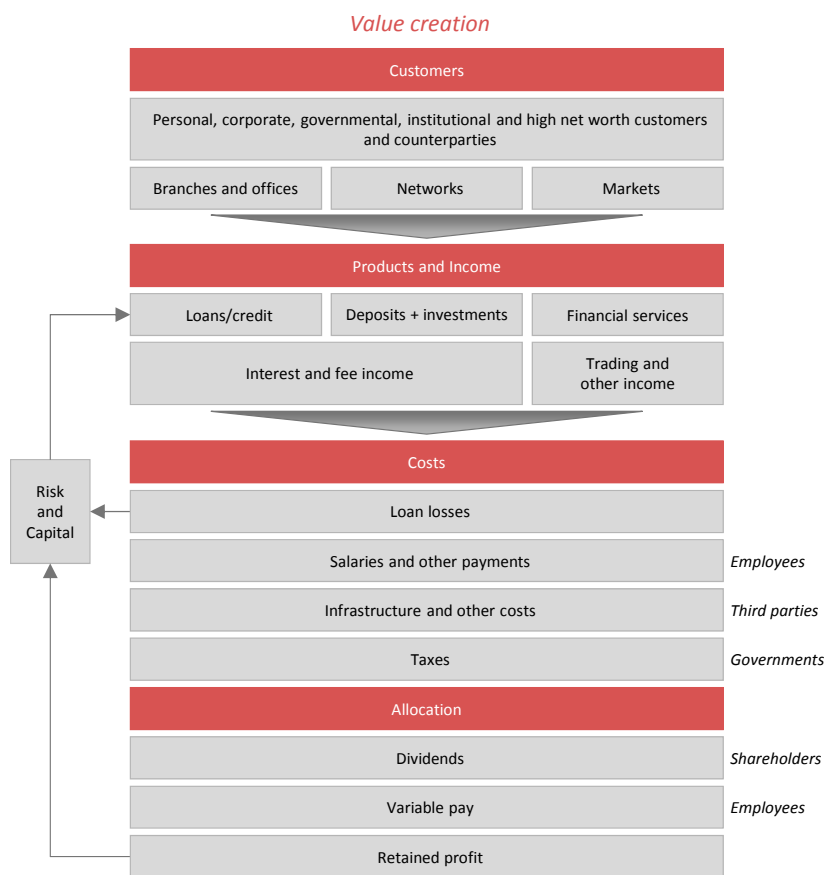 Value creation
Customers
Personal, corporate, governmental, institutional and high net worth customers
and counterparties
Branches and offices
Networks
Markets
Products and Income
Loans/credit
Deposits + investments
Financial services
Interest and fee income
Trading and
other income
Costs
Risk
and
Capital
Loan losses
Salaries and other payments
Employees
Infrastructure and other costs
Third parties
Taxes
Governments
Allocation
Dividends
Shareholders
Variable pay
Employees
Retained profit